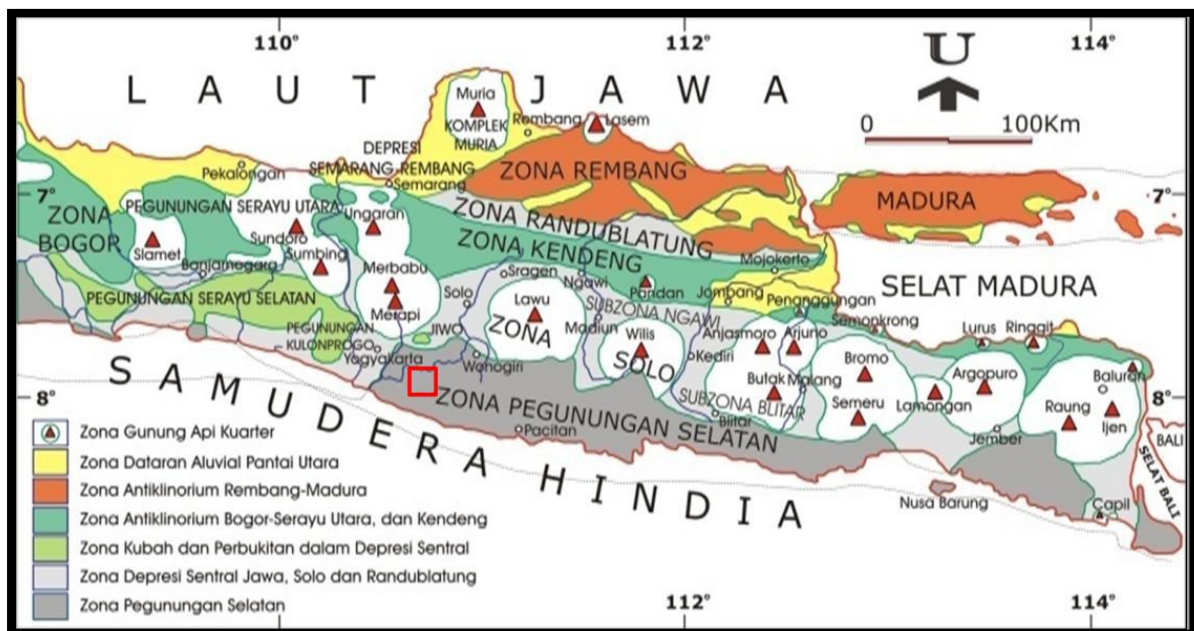 110°
112°
114°
U
0 100Km
LAUT JAWA
Muria
KOMPLEK
MURIA
Rembang
Lasem
DEPRESI
SEMARANG-REMBANG
Semarang
Pekalongan
ZONA REMBANG
MADURA
7°
7°
ZONA
BOGOR
PEGUNUNGAN SERAYU UTARA
Ungaran
ZONA RANDUBLATUNG
ZONA KENDENG
Slamet
Sundoro
Sumbing
Banjarnegara
Merbabu
Merapi
Sragen
Solo
Ngawi
Pandan
Mojokerto
Jombang
Penanggungan
SELAT MADURA
PEGUNUNGAN SERAYU SELATAN
Lawu
ZONA
SOLO
SUBZONA NGAWI
Semongkrong
Lurus
Ringgit
PEGUNUNGAN
KULONPROGO
JIWO
Madiun
Wilis
Anjasmoro
Arjuno
Yogyakarta
Wonogiri
Kediri
Bromo
Argopuro
Baluran
Butak
Malang
Semeru
Lamongan
Raung
Ijen
8°
8°
SUBZONA BLITAR
Blitar
ZONA PEGUNUNGAN SELATAN
Pacitan
Jember
BALI
SELAT BALI
SAMUDERA HINDIA
Nusa Barung
Capil
Zona Gunung Api Kuarter
Zona Dataran Aluvial Pantai Utara
Zona Antiklinorium Rembang-Madura
Zona Antiklinorium Bogor-Serayu Utara, dan Kendeng
Zona Kubah dan Perbukitan dalam Depresi Sentral
Zona Depresi Sentral Jawa, Solo dan Randublatung
Zona Pegunungan Selatan
112°
114°